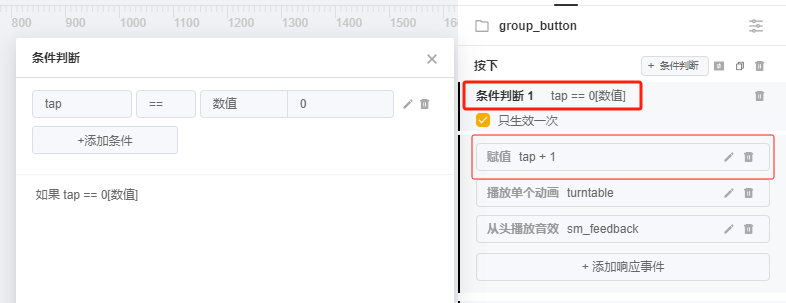 800 900 1000 1100 1200 1300 1400 1500 1600
条件判断
tap == 数值 0
+添加条件
如果 tap == 0[数值]
group_button
按下 + 条件判断
条件判断 1 tap == 0[数值]
只生效一次
赋值 tap + 1
播放单个动画 turntable
从头播放音效 sm_feedback
+ 添加响应事件